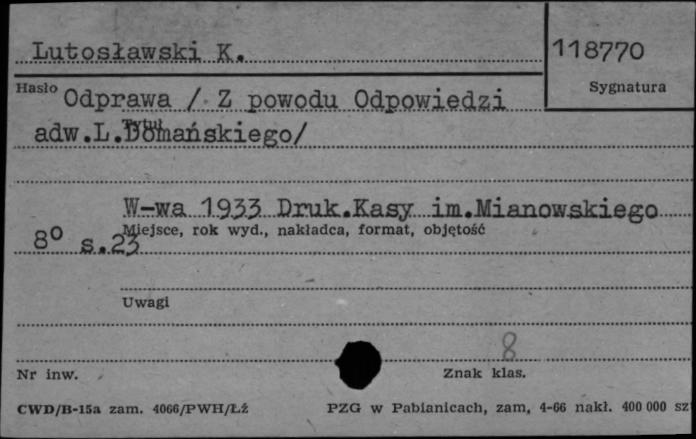 Lutosławski K.
118770
Hasło
Sygnatura
Odprawa /. Z powodu Odpowiedzi
adw.L.Domańskiego/
Tytuł
W-wa 1933 Druk.Kasy im.Mianowskiego
Miejsce, rok wyd., nakładca, format, objętość
8° s.23
Uwagi
8
Nr inw.
Znak klas.
CWD/B-15a zam. 4066/PWH/Łż
PZG w Pabianicach, zam, 4-66 nakł. 400 000 sz